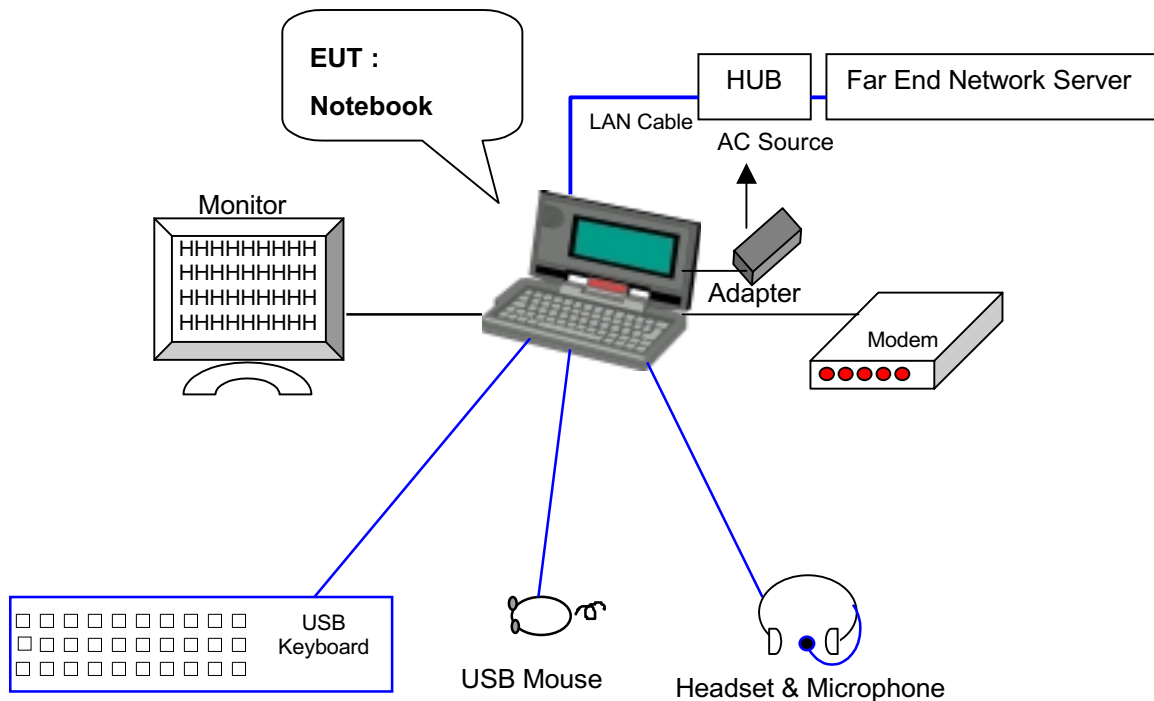 EUT :
Notebook
HUB
Far End Network Server
LAN Cable
AC Source
Monitor
HHHHHHHHH
HHHHHHHHH
HHHHHHHHH
HHHHHHHHH
Adapter
Modem
USB
Keyboard
USB Mouse
Headset & Microphone